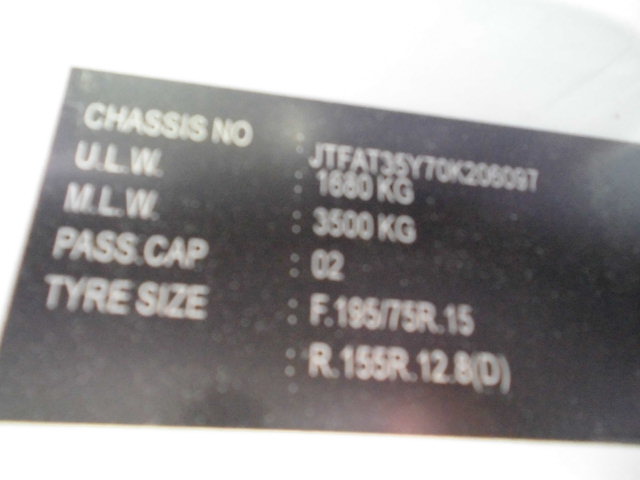 CHASSIS NO : JTFAT35Y70K206097
U.L.W. : 1680 KG
M.L.W. : 3500 KG
PASS.CAP : 02
TYRE SIZE : F.195/75R.15
: R.155R.12.8(D)